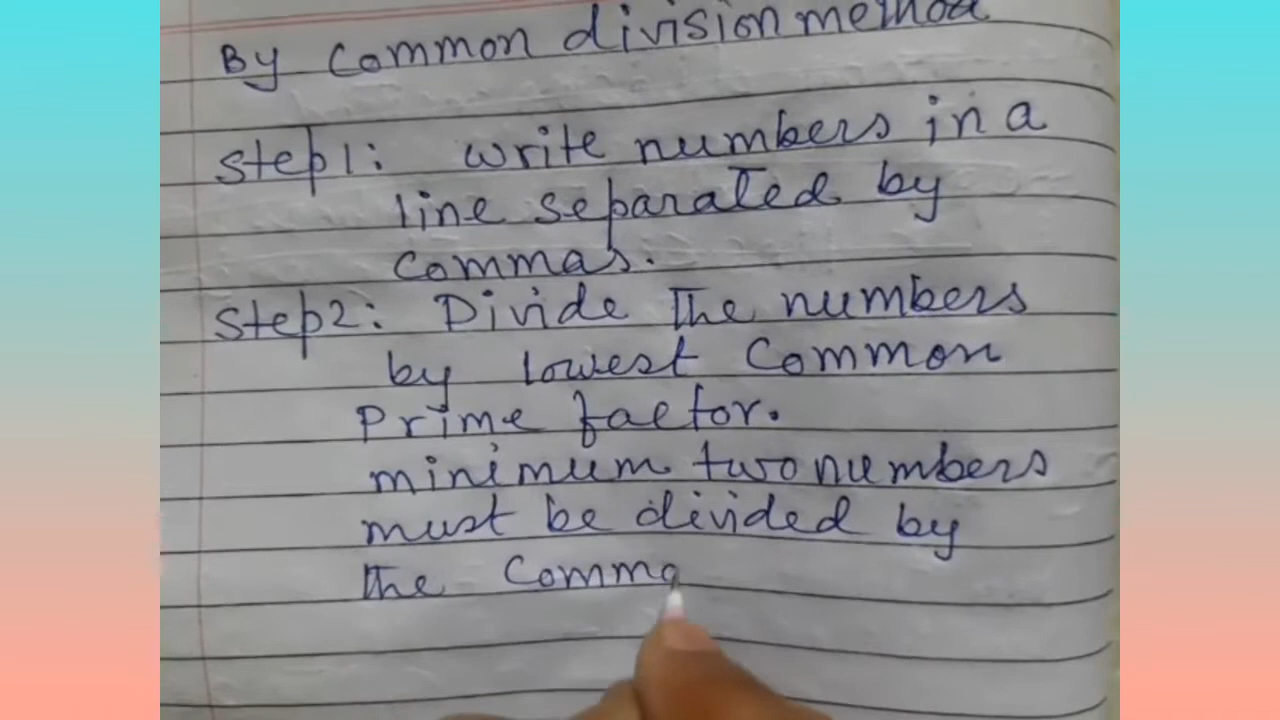 By Common division method
Step1: Write numbers in a
line separated by
Commas.
Step2: Divide The numbers
by lowest Common
Prime factor.
minimum two numbers
must be divided by
the Commo